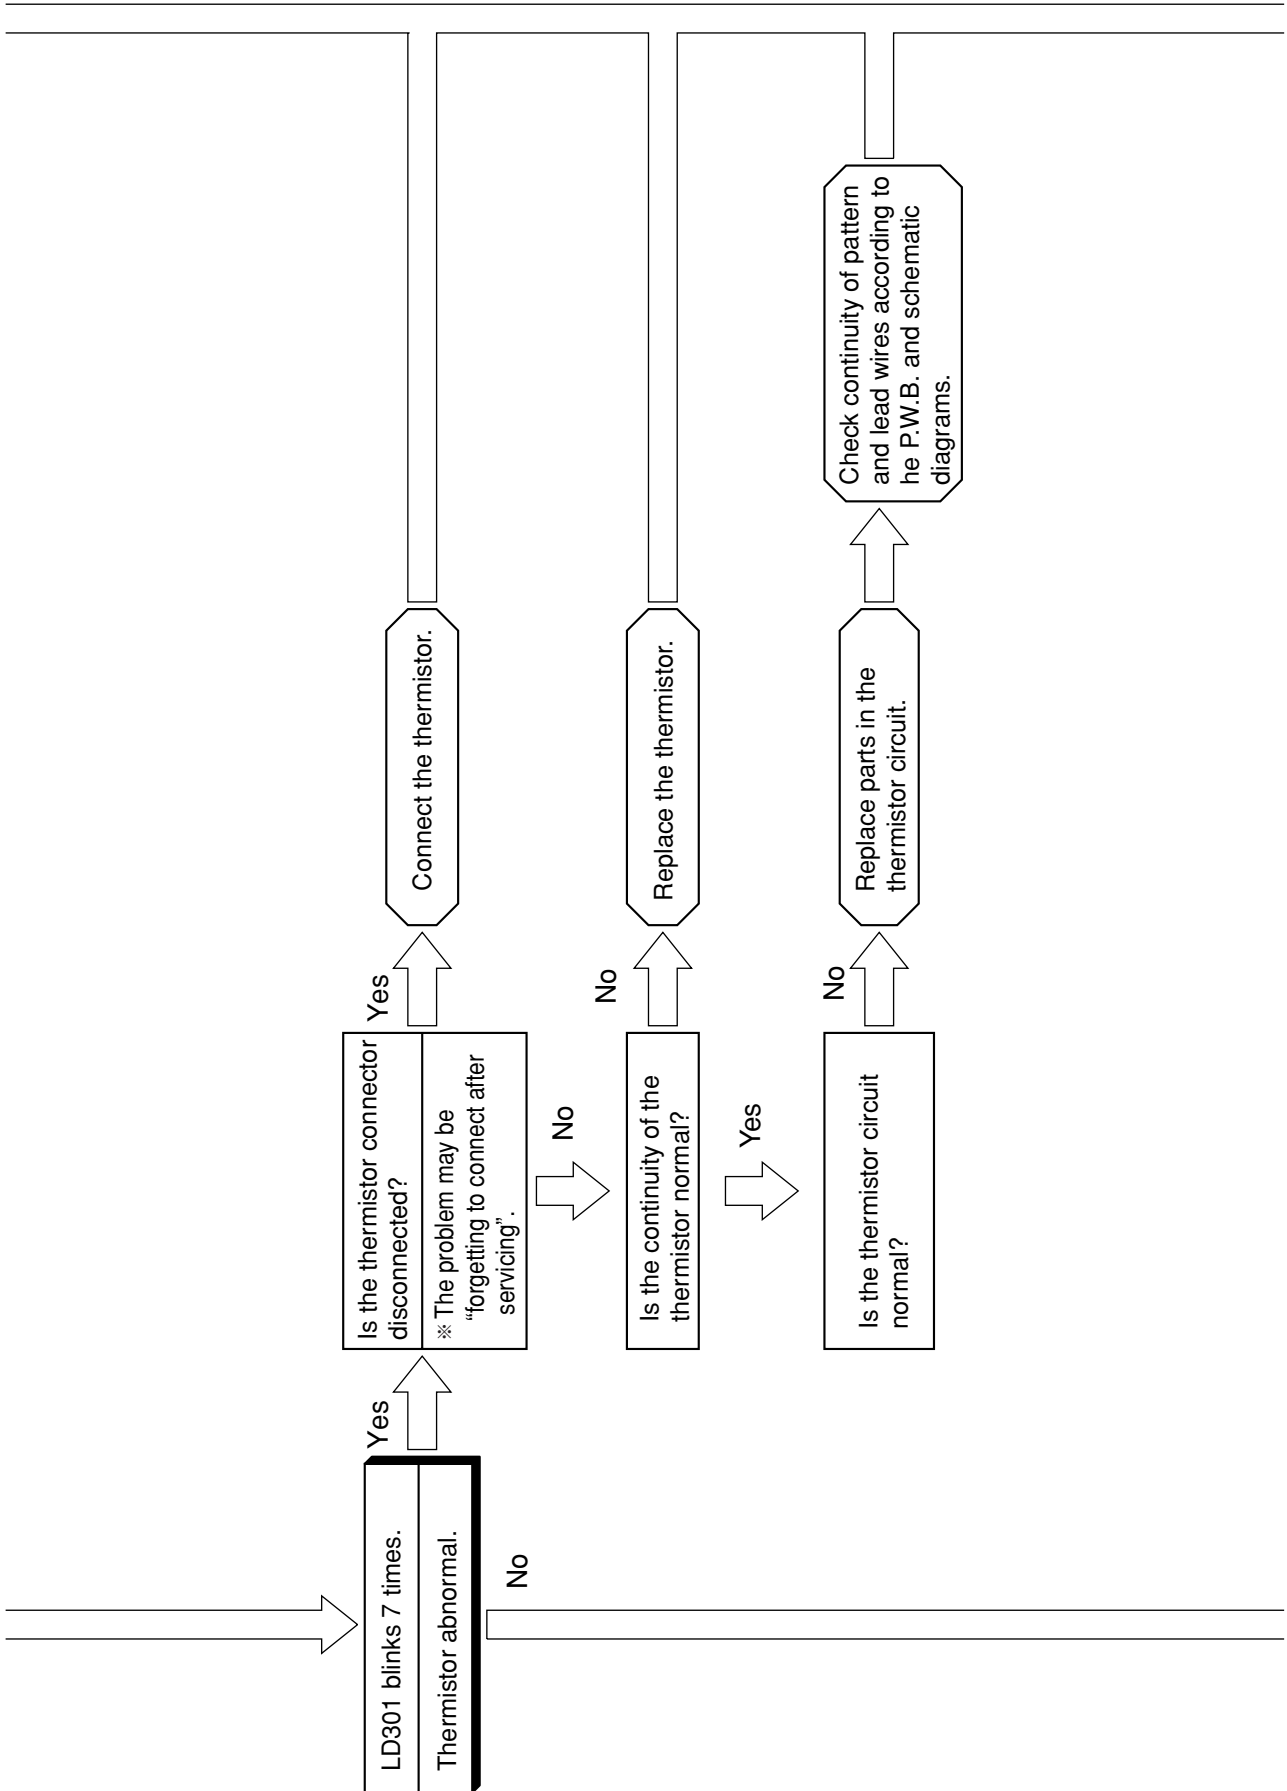 LD301 blinks 7 times.
Thermistor abnormal.
Yes
No
Is the thermistor connector
disconnected?
※ The problem may be
“forgetting to connect after
servicing”.
Yes
Connect the thermistor.
No
Is the continuity of the
thermistor normal?
No
Replace the thermistor.
Yes
Is the thermistor circuit
normal?
No
Replace parts in the
thermistor circuit.
Check continuity of pattern
and lead wires according to
he P.W.B. and schematic
diagrams.